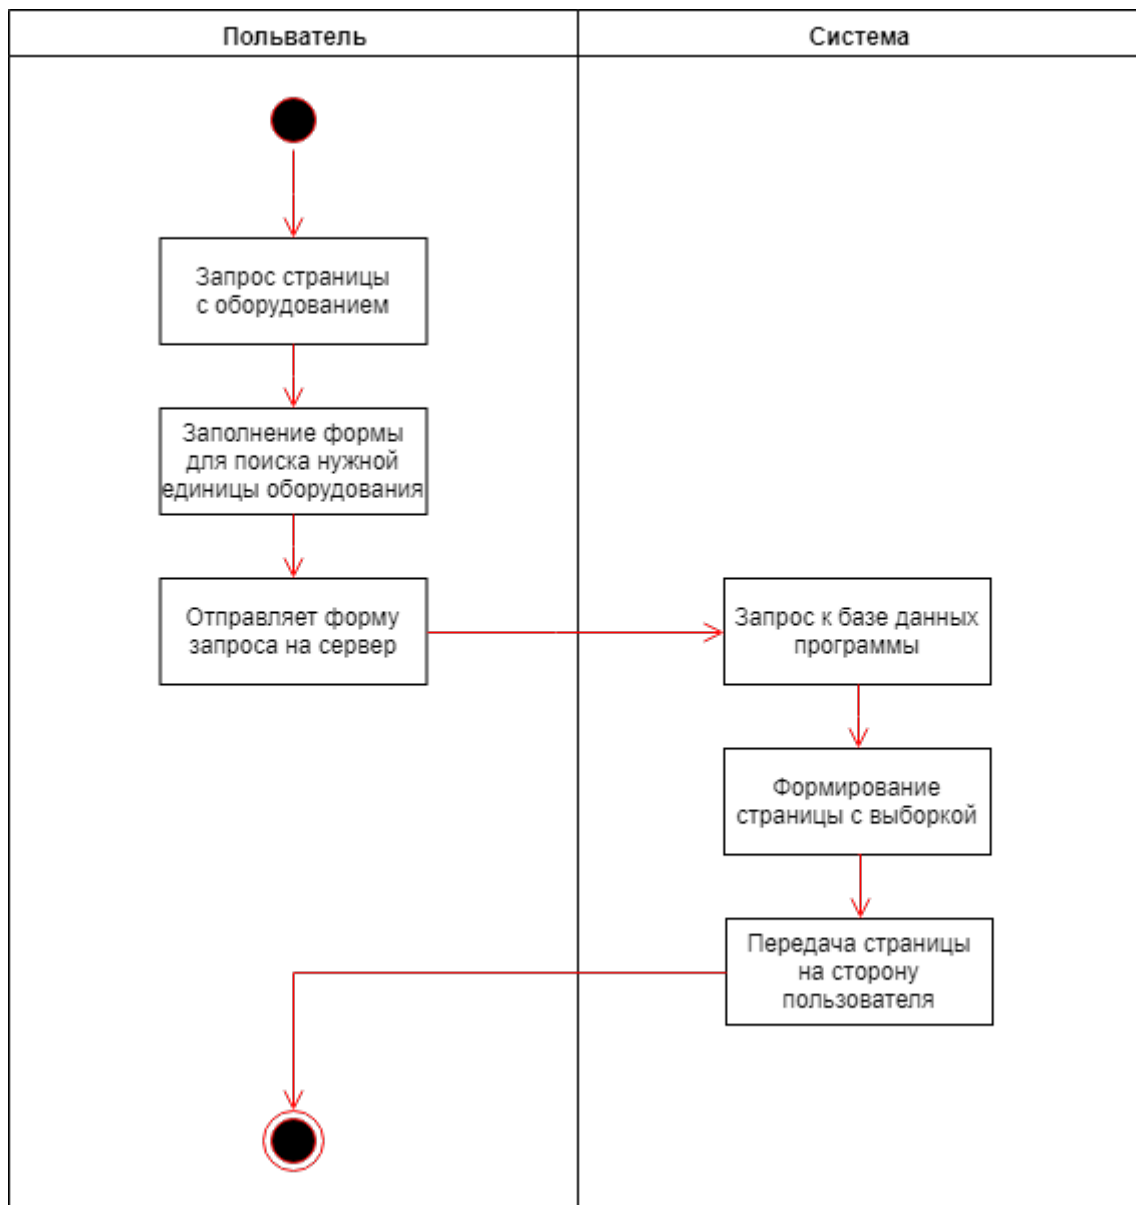 Польватель
Система
Запрос страницы
с оборудованием
Заполнение формы
для поиска нужной
единицы оборудования
Отправляет форму
запроса на сервер
Запрос к базе данных
программы
Формирование
страницы с выборкой
Передача страницы
на сторону
пользователя